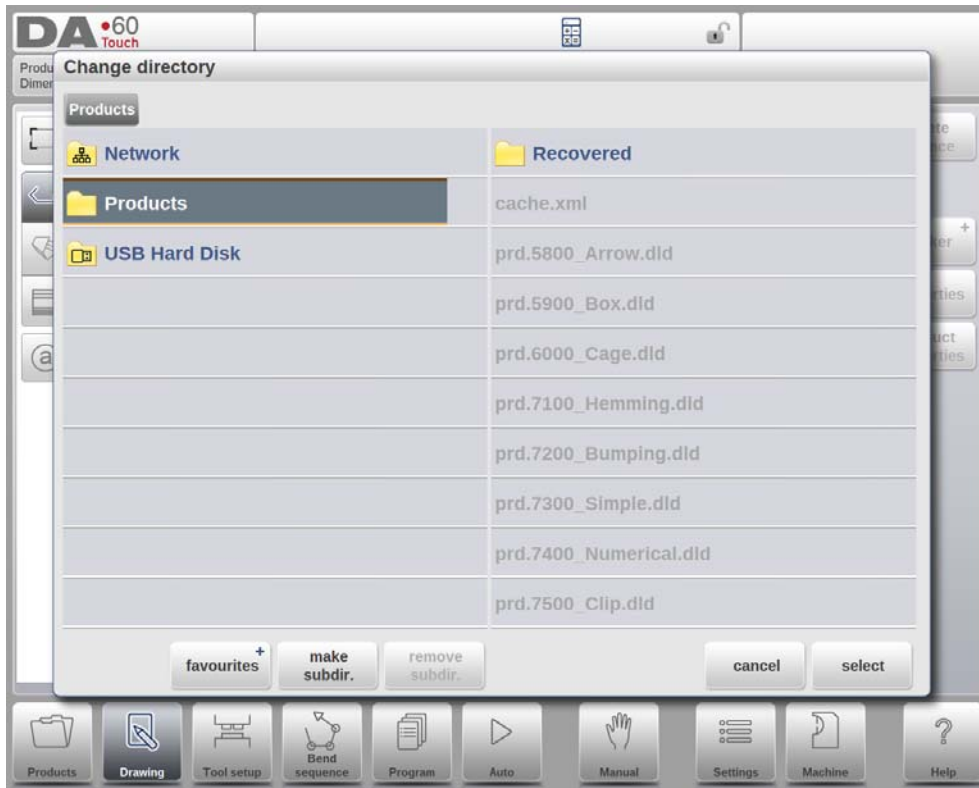 DA•60
Touch
Produ
Dimer
Change directory
Products
Network
Products
USB Hard Disk
Recovered
cache.xml
prd.5800_Arrow.dld
prd.5900_Box.dld
prd.6000_Cage.dld
prd.7100_Hemming.dld
prd.7200_Bumping.dld
prd.7300_Simple.dld
prd.7400_Numerical.dld
prd.7500_Clip.dld
favourites +
make
subdir.
remove
subdir.
cancel
select
Products
Drawing
Tool setup
Bend
sequence
Program
Auto
Manual
Settings
Machine
Help